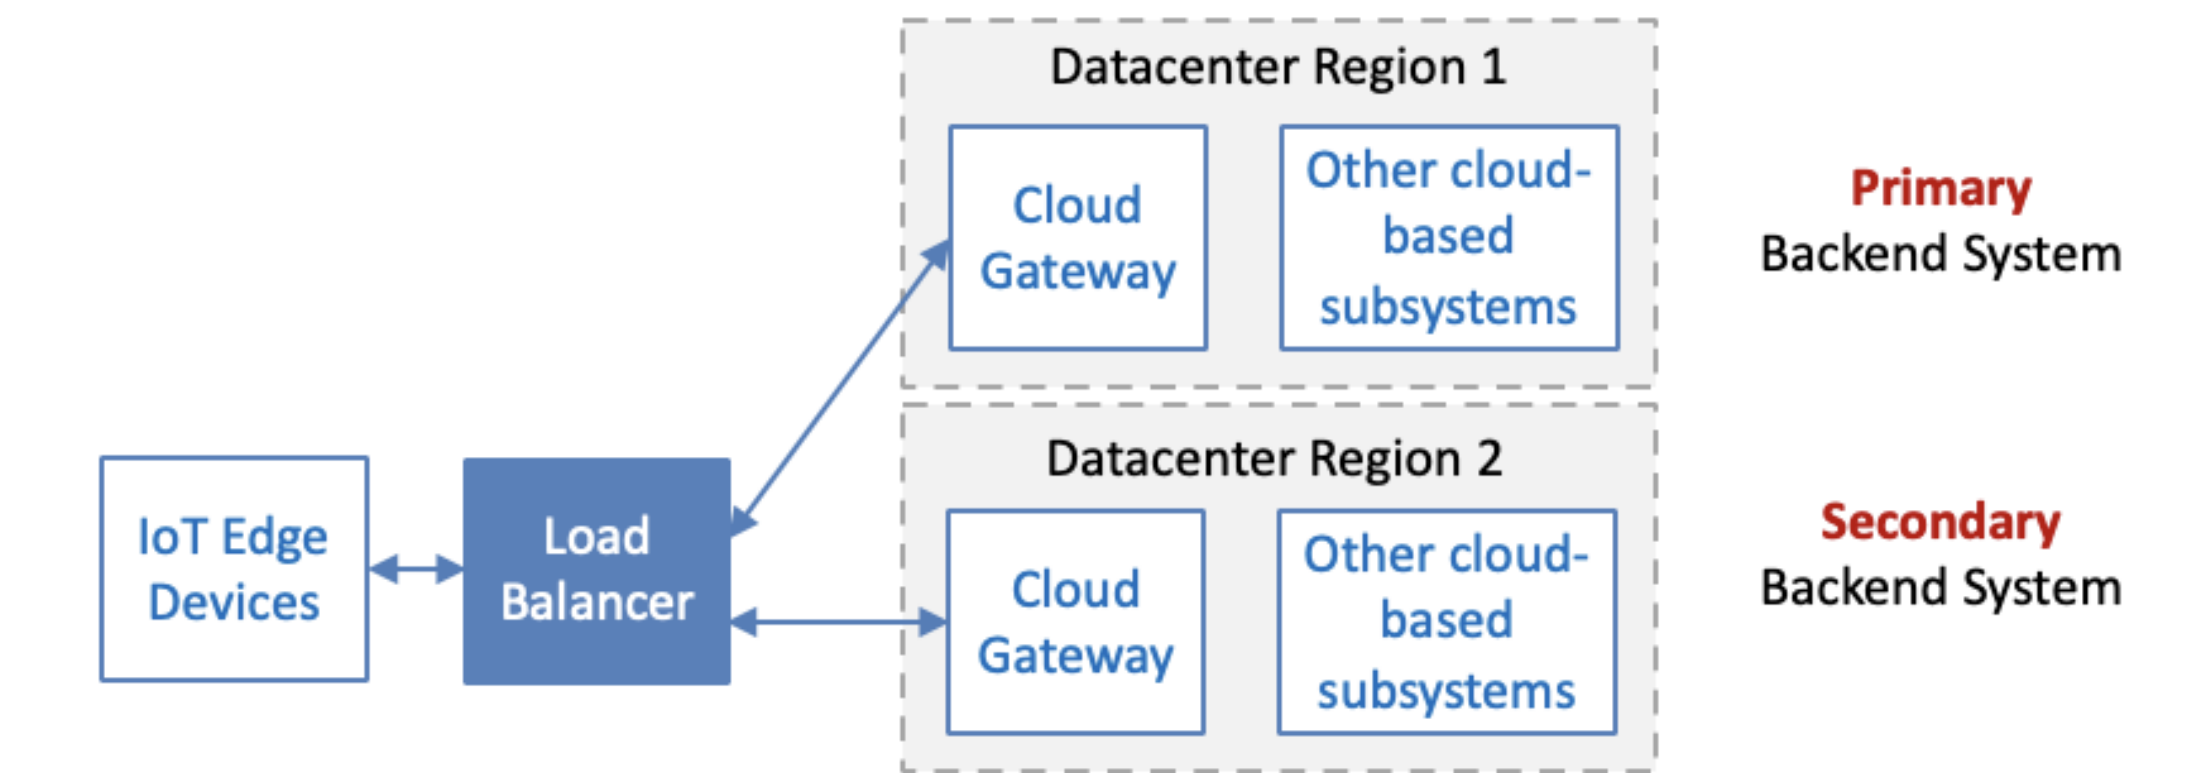 Datacenter Region 1
Cloud
Gateway
Other cloud-
based
subsystems
Primary
Backend System
Datacenter Region 2
IoT Edge
Devices
Load
Balancer
Cloud
Gateway
Other cloud-
based
subsystems
Secondary
Backend System